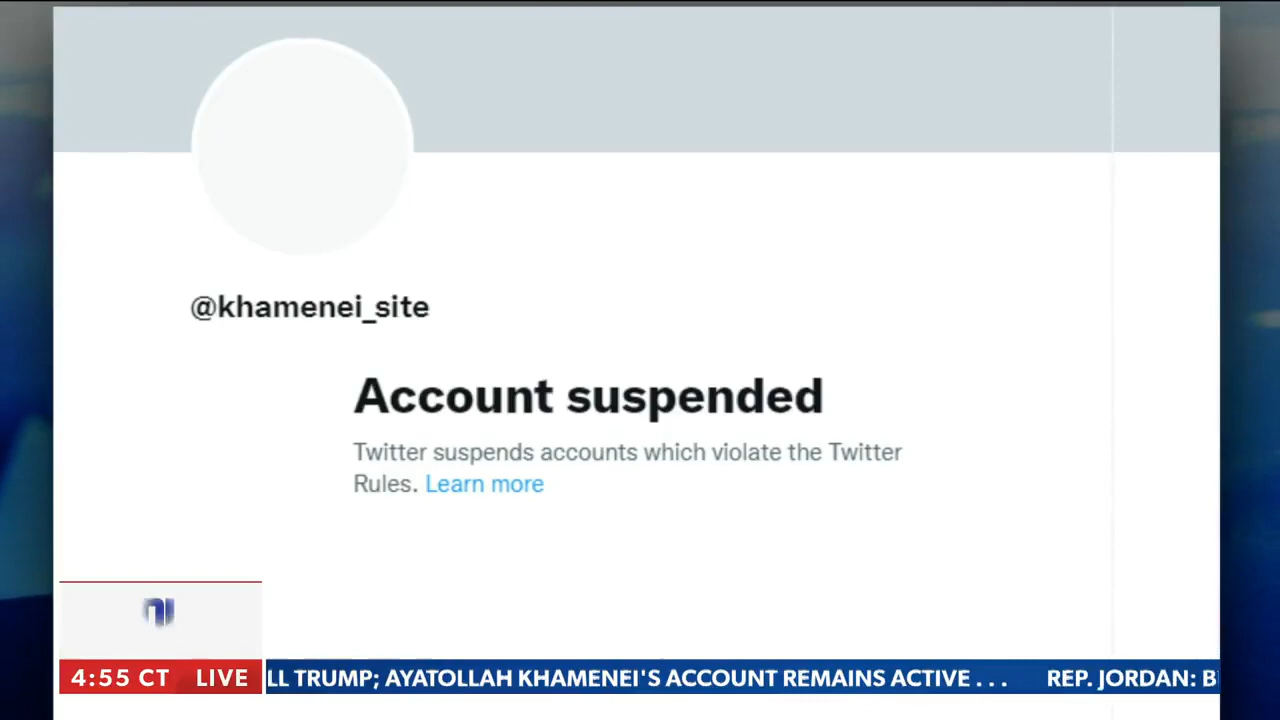 @khamenei_site
Account suspended
Twitter suspends accounts which violate the Twitter
Rules. Learn more
4:55 CT LIVE
LL TRUMP; AYATOLLAH KHAMENEI'S ACCOUNT REMAINS ACTIVE . . . REP. JORDAN: B